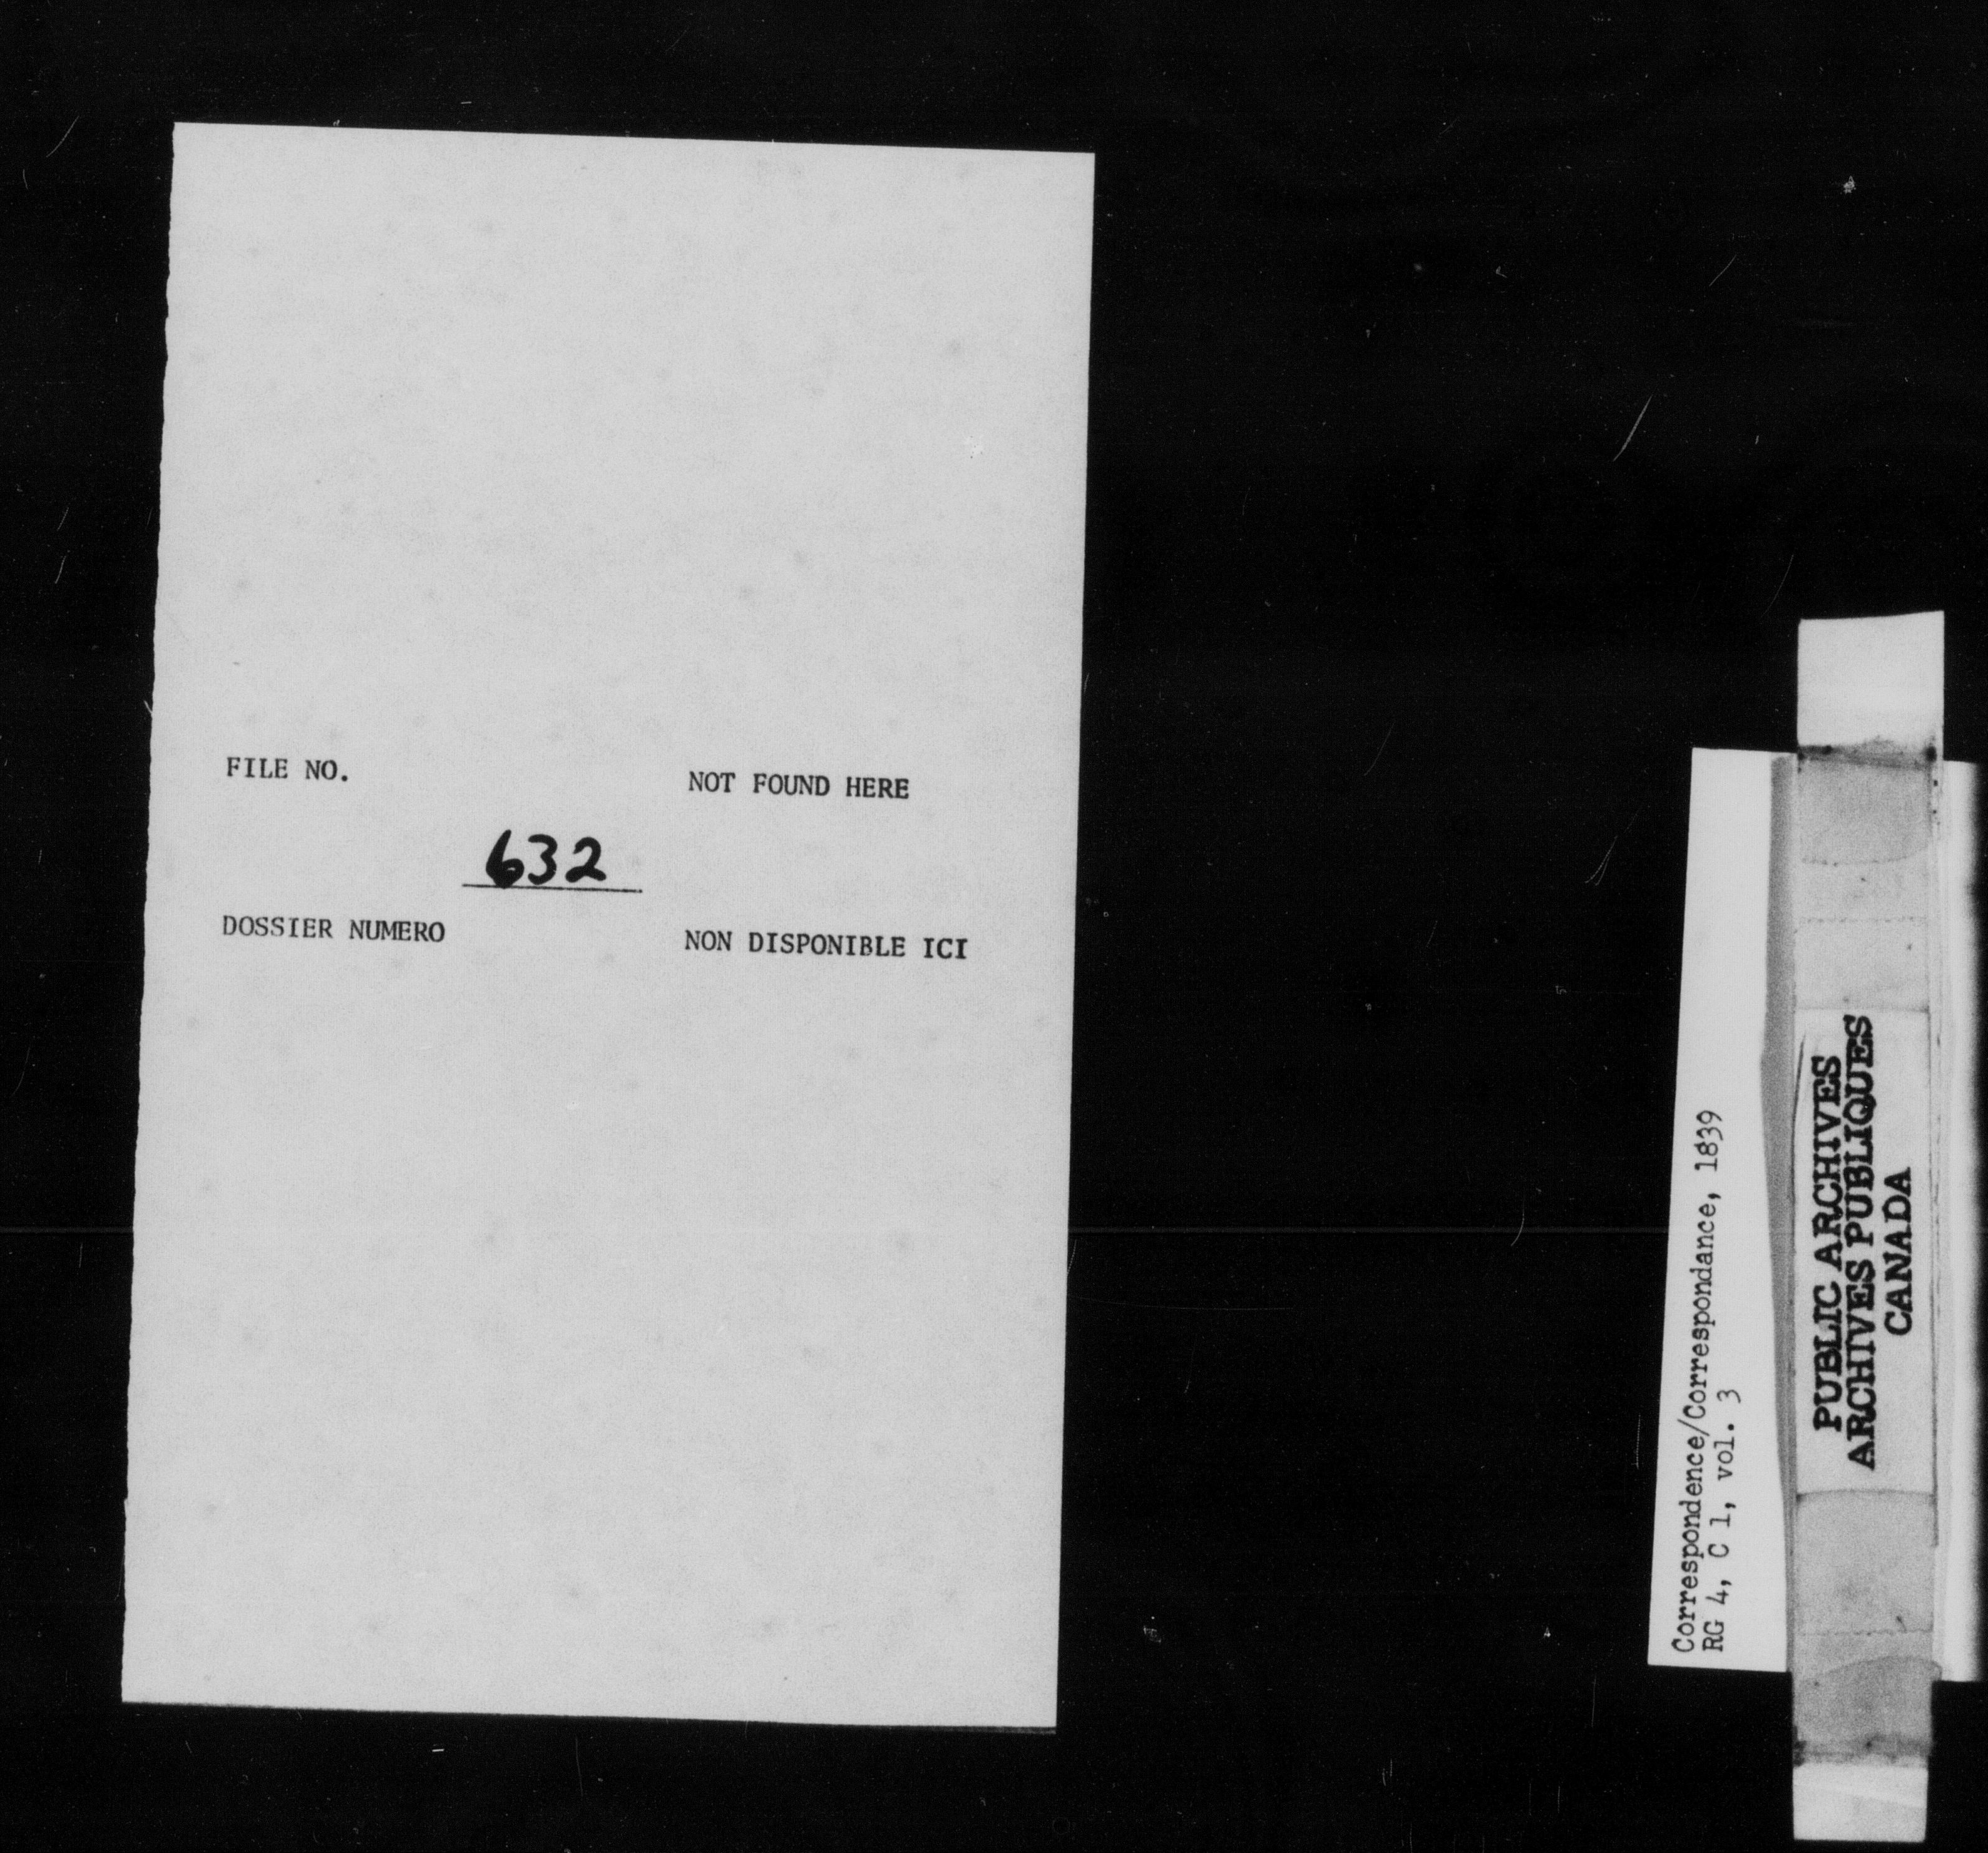 FILE NO. NOT FOUND HERE
632
DOSSIER NUMERO NON DISPONIBLE ICI
Correspondence/Correspondance, 1839
RG 4, C 1, vol. 3
PUBLIC ARCHIVES
ARCHIVES PUBLIQUES
CANADA